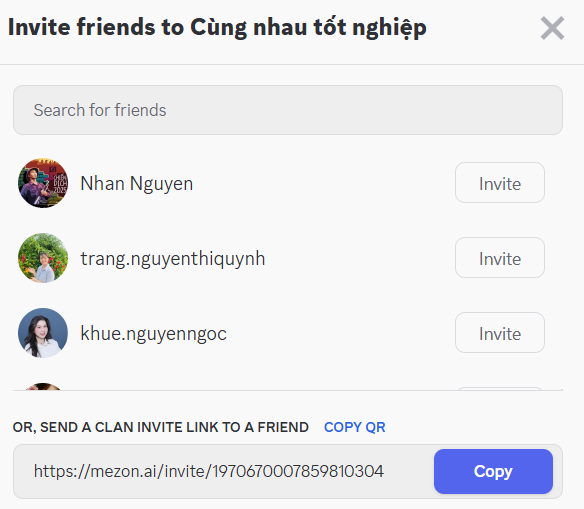 Invite friends to Cùng nhau tốt nghiệp
Search for friends
Nhan Nguyen
Invite
trang.nguyenthiquynh
Invite
khue.nguyenngoc
Invite
OR, SEND A CLAN INVITE LINK TO A FRIEND COPY QR
https://mezon.ai/invite/1970670007859810304
Copy